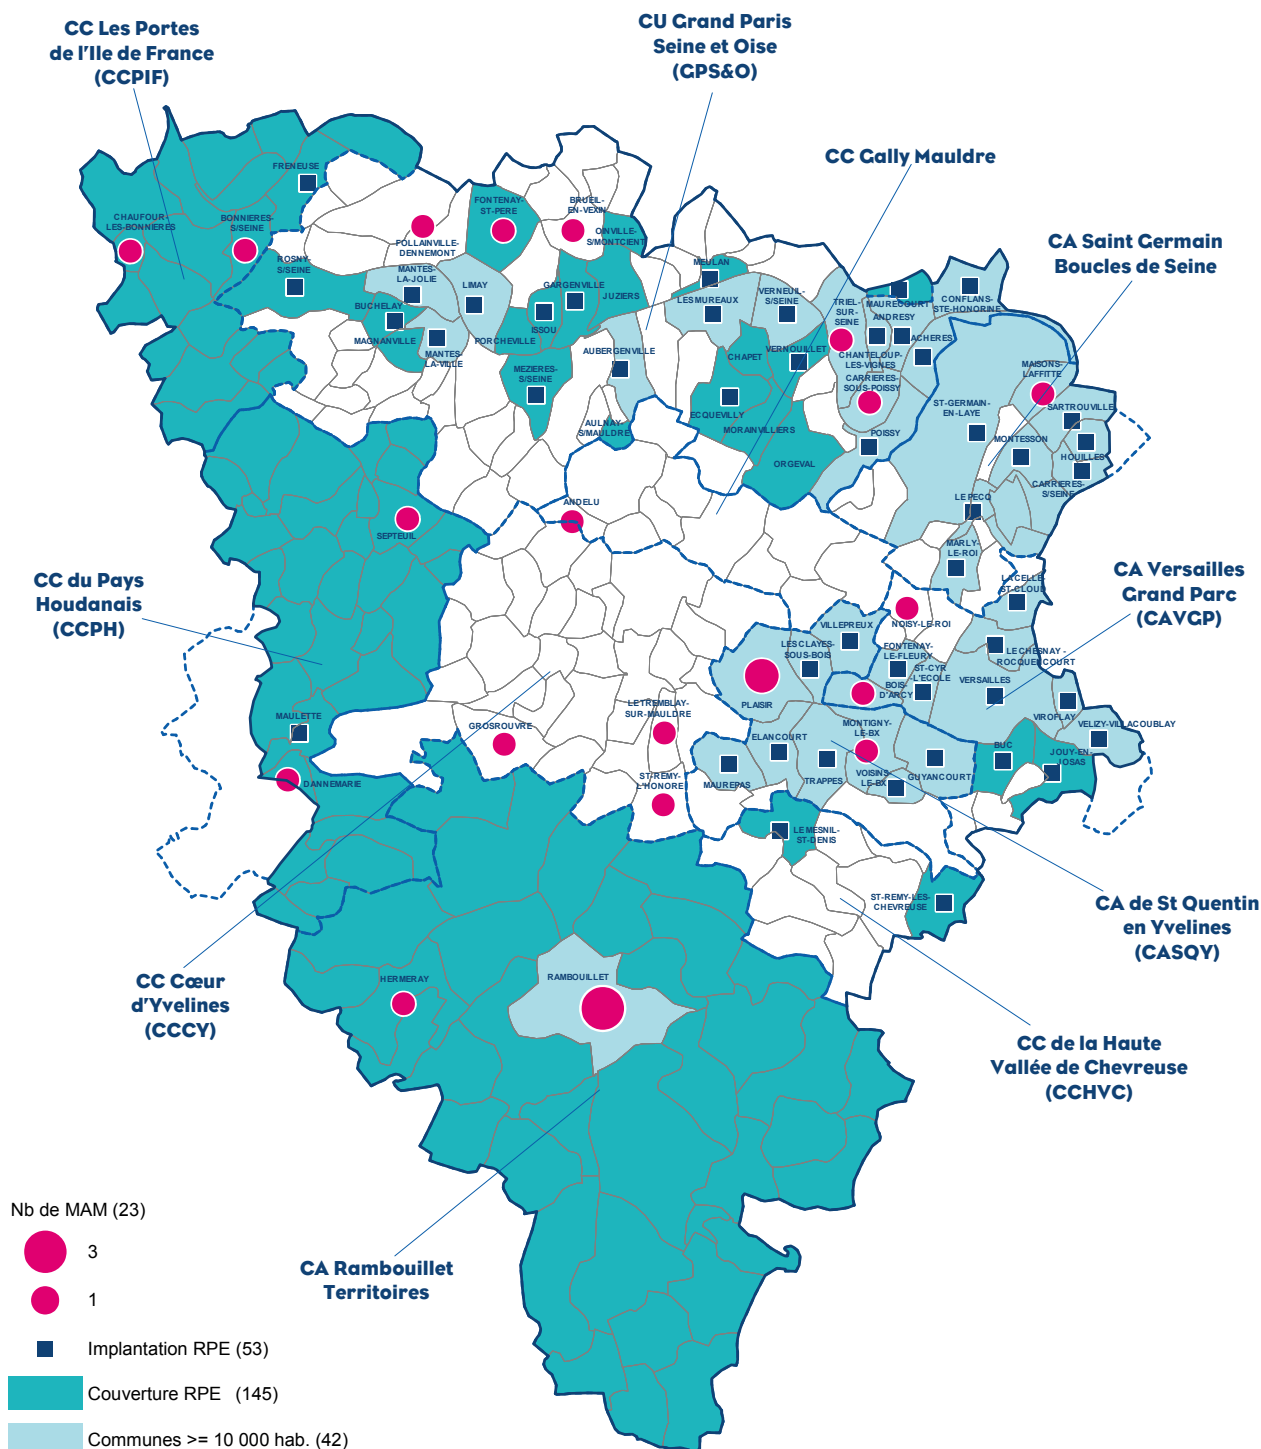 CC Les Portes
de l'Ile de France
(CCPIF)
CU Grand Paris
Seine et Oise
(GPS&O)
CC Gally Mauldre
CA Saint Germain
Boucles de Seine
FRENEUSE
CHAUFOUR-
LES-BONNIERES
BONNIERES-
S/SEINE
FOLLAINVILLE-
DENNEMONT
FONTENAY-
ST-PERE
BRUEIL-
EN-VEXIN
OINVILLE-
S/MONTCIENT
ROSNY-
S/SEINE
MANTES-
LA-JOLIE
LIMAY
GARGENVILLE
JUZIERS
ISSOU
PORCHEVILLE
BUCHELAY
MAGNANVILLE
MANTES-
LA-VILLE
MEZIERES-
S/SEINE
AUBERGENVILLE
AULNAY-
S/MAULDRE
MEULAN
LES MUREAUX
VERNEUIL-
S/SEINE
VERNOUILLET
CHAPET
ECQUEVILLY
MORAINVILLIERS
ORGEVAL
TRIEL-
SUR-
SEINE
MAURECOURT
ANDRESY
CONFLANS-
STE-HONORINE
ACHERES
CHANTELOUP-
LES-VIGNES
CARRIERES-
SOUS-POISSY
POISSY
MAISONS-
LAFFITTE
SARTROUVILLE
ST-GERMAIN-
EN-LAYE
MONTESSON
HOUILLES
CARRIERES-
S/SEINE
LE PECQ
MARLY-
LE-ROI
LA CELLE-
ST-CLOUD
SEPTEUIL
ANDELU
CC du Pays
Houdanais
(CCPH)
CA Versailles
Grand Parc
(CAVGP)
NOISY-LE-ROI
VILLEPREUX
LES CLAYES-
SOUS-BOIS
FONTENAY-
LE-FLEURY
ST-CYR
-L'ECOLE
BOIS-
D'ARCY
LE CHESNAY -
ROCQUENCOURT
VERSAILLES
VIROFLAY
VELIZY-VILLACOUBLAY
PLAISIR
MAULETTE
DANNEMARIE
GROSROUVRE
LE TREMBLAY-
SUR-MAULDRE
ST-REMY-
L'HONORE
MAUREPAS
ELANCOURT
TRAPPES
MONTIGNY-
LE-BX
VOISINS-
LE-BX
GUYANCOURT
BUC
JOUY-EN-
JOSAS
LE MESNIL-
ST-DENIS
ST-REMY-LES-
CHEVREUSE
CA de St Quentin
en Yvelines
(CASQY)
CC Cœur
d'Yvelines
(CCCY)
HERMERAY
RAMBOUILLET
CC de la Haute
Vallée de Chevreuse
(CCHVC)
CA Rambouillet
Territoires
Nb de MAM (23)
3
1
Implantation RPE (53)
Couverture RPE (145)
Communes >= 10 000 hab. (42)